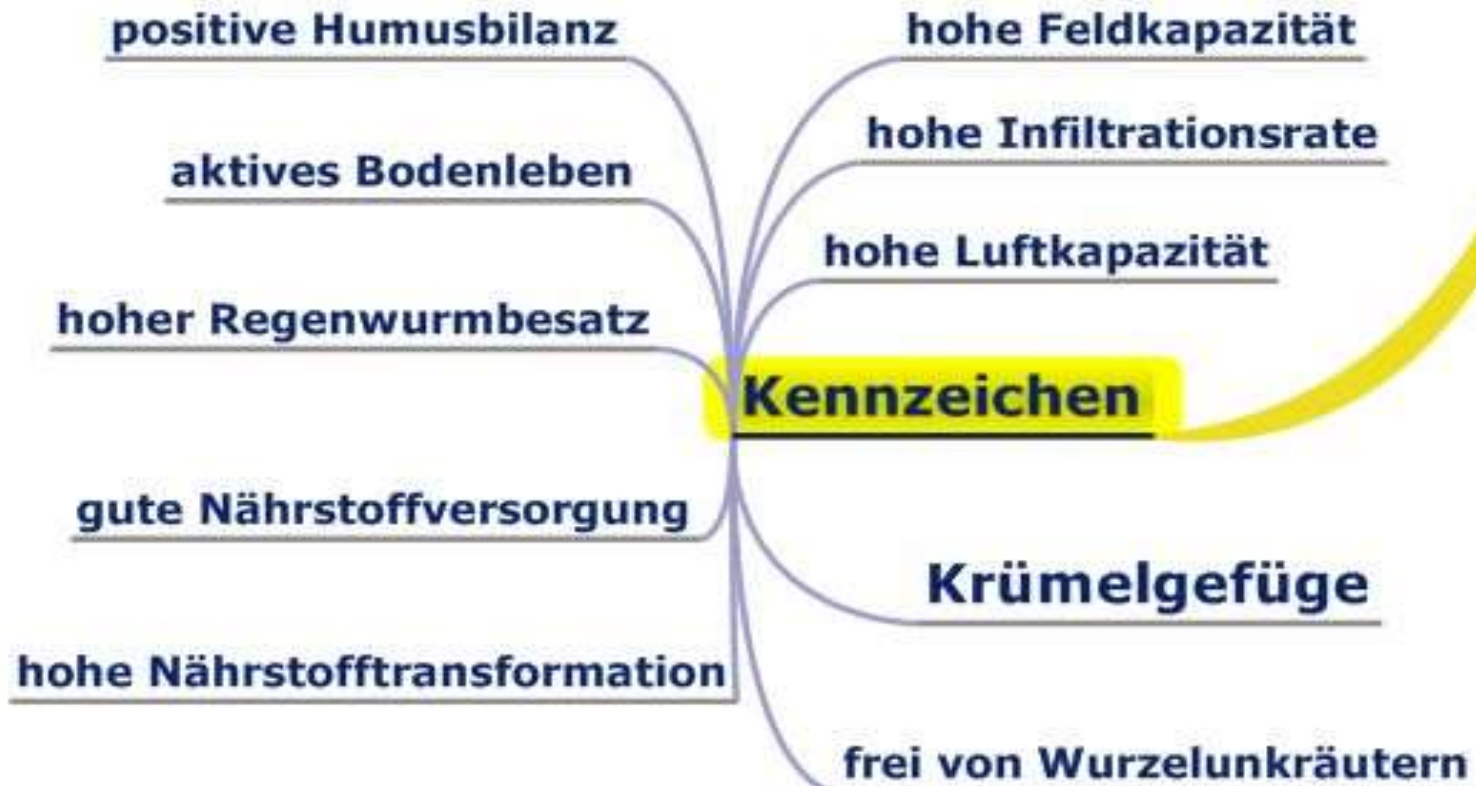 positive Humusbilanz
aktives Bodenleben
hoher Regenwurmbesatz
gute Nährstoffversorgung
hohe Nährstofftransformation
hohe Feldkapazität
hohe Infiltrationsrate
hohe Luftkapazität
Kennzeichen
Krümelgefüge
frei von Wurzelunkräutern